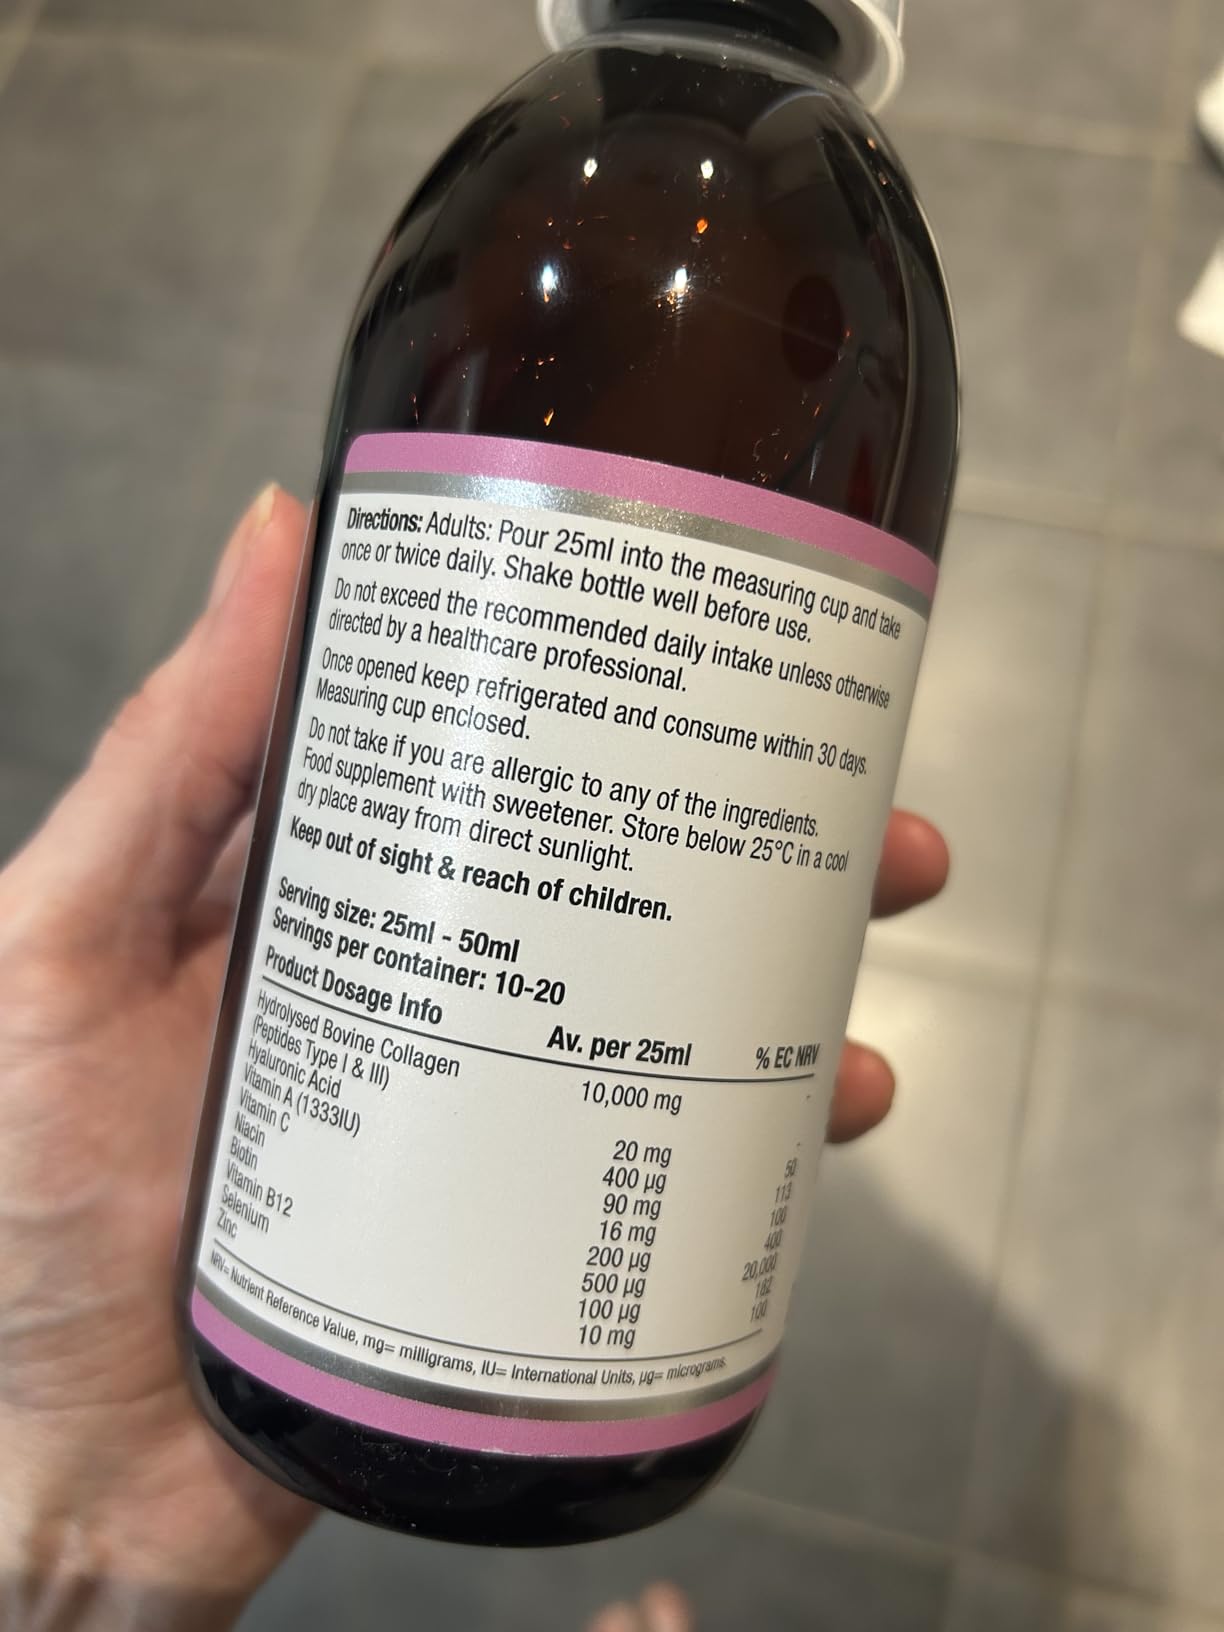 Directions: Adults: Pour 25ml into the measuring cup and take
once or twice daily. Shake bottle well before use.
Do not exceed the recommended daily intake unless otherwise
directed by a healthcare professional.
Once opened keep refrigerated and consume within 30 days.
Measuring cup enclosed.
Do not take if you are allergic to any of the ingredients.
Food supplement with sweetener. Store below 25°C in a cool
dry place away from direct sunlight.
Keep out of sight & reach of children.
Serving size: 25ml - 50ml
Servings per container: 10-20
Product Dosage Info Av. per 25ml % EC NRV
Hydrolysed Bovine Collagen 10,000 mg -
(Peptides Type I & III)
Hyaluronic Acid 20 mg -
Vitamin A (1333IU) 400 µg 50
Vitamin C 90 mg 113
Niacin 16 mg 100
Biotin 200 µg 400
Vitamin B12 500 µg 20,000
Selenium 100 µg 182
Zinc 10 mg 100
NRV= Nutrient Reference Value, mg= milligrams, IU= International Units, µg= micrograms.